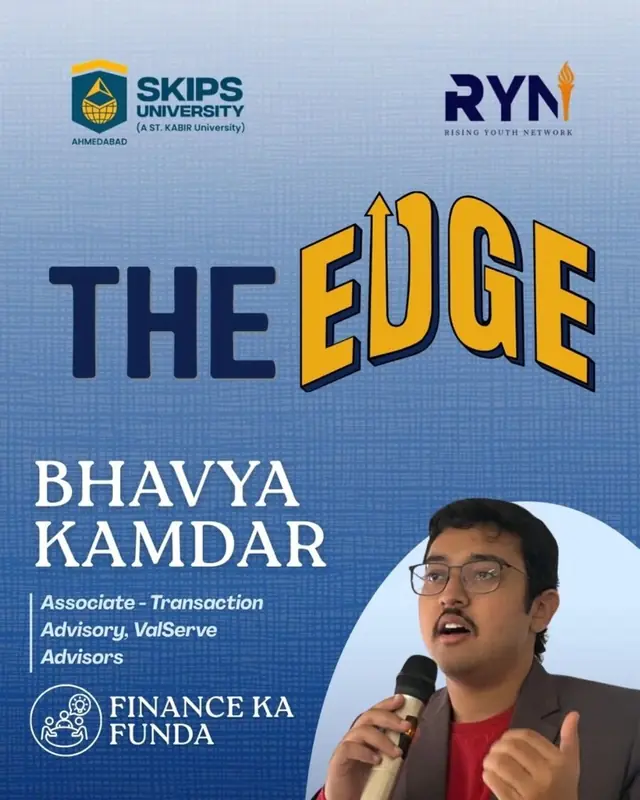 SKIPS
UNIVERSITY
(A ST. KABIR University)
AHMEDABAD
RYN
RISING YOUTH NETWORK
THE EDGE
BHAVYA
KAMDAR
Associate - Transaction
Advisory, ValServe
Advisors
FINANCE KA
FUNDA